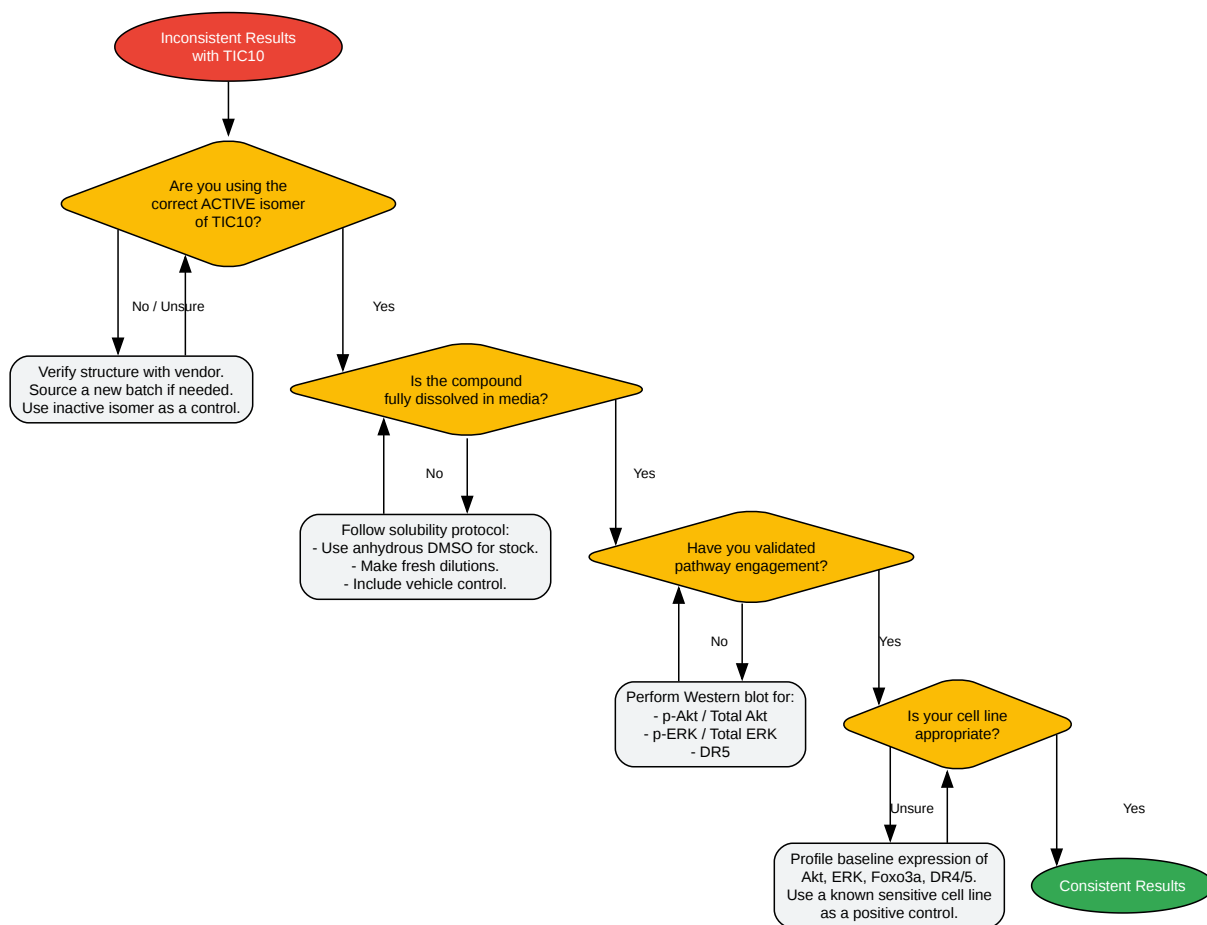 Inconsistent Results
with TIC10
Are you using the
correct ACTIVE isomer
of TIC10?
No / Unsure
Yes
Verify structure with vendor.
Source a new batch if needed.
Use inactive isomer as a control.
Is the compound
fully dissolved in media?
No
Yes
Follow solubility protocol:
- Use anhydrous DMSO for stock.
- Make fresh dilutions.
- Include vehicle control.
Have you validated
pathway engagement?
No
Yes
Perform Western blot for:
- p-Akt / Total Akt
- p-ERK / Total ERK
- DR5
Is your cell line
appropriate?
Unsure
Yes
Profile baseline expression of
Akt, ERK, Foxo3a, DR4/5.
Use a known sensitive cell line
as a positive control.
Consistent Results